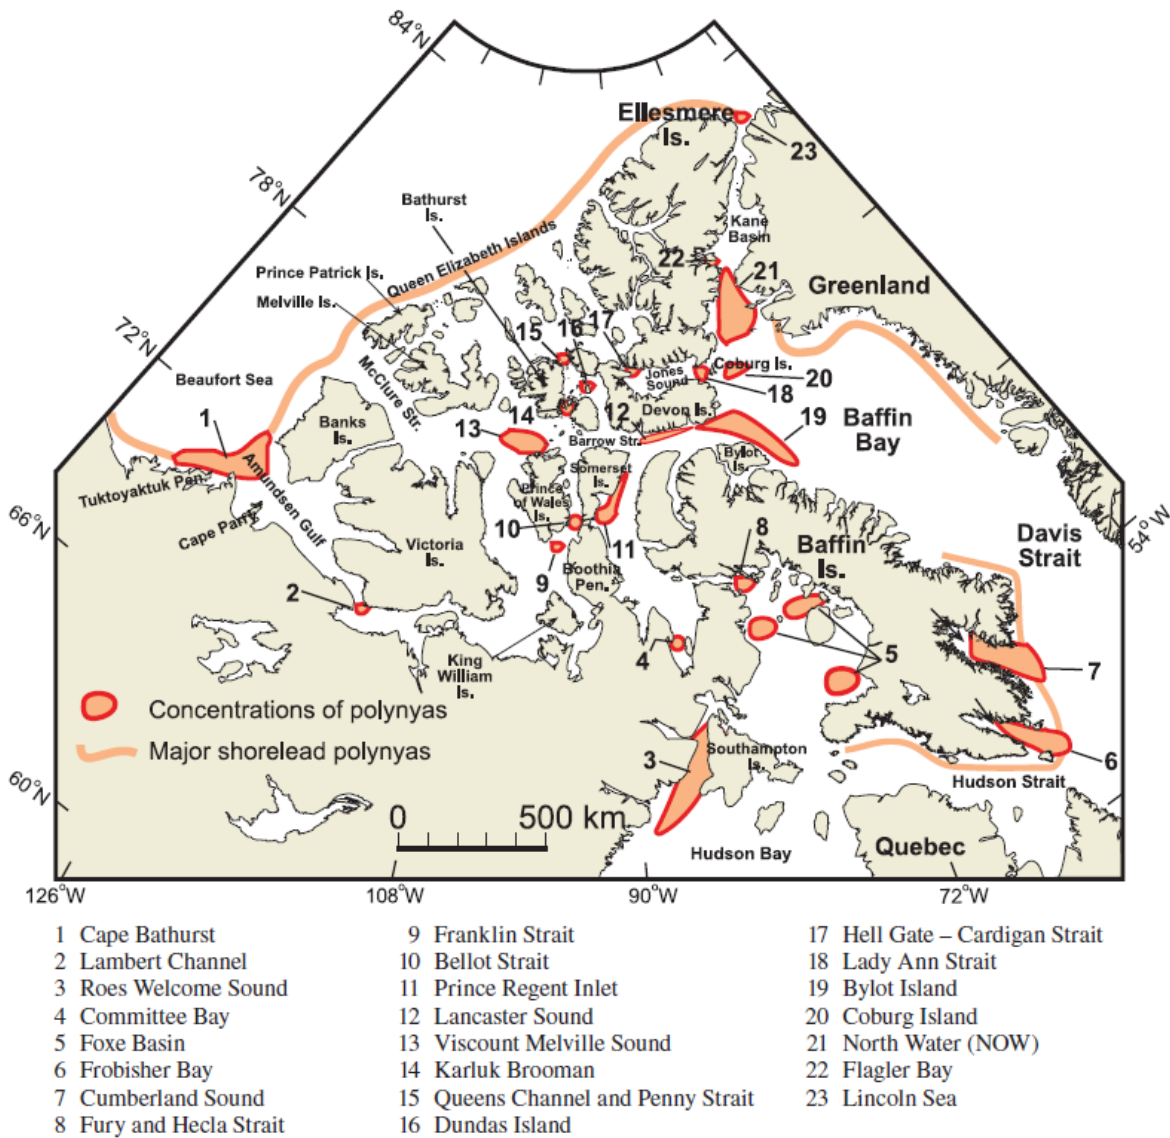 84°N
Ellesmere
Is.
23
78°N
Bathurst
Is.
Kane
Basin
Queen Elizabeth Islands
22
21
Prince Patrick Is.
Greenland
Melville Is.
72°N
15
16
17
Coburg Is.
Jones
Sound
20
Beaufort Sea
McClure Str.
18
1
14
12
Devon Is.
19
Baffin
Bay
Banks
Is.
13
Barrow Str.
Bylot
Is.
Amundsen Gulf
Somerset
Is.
Tuktoyaktuk Pen.
Prince
of Wales
Is.
66°N
Cape Parry
10
8
Davis
Strait
54°W
Victoria
Is.
11
Baffin
Is.
9
Boothia
Pen.
2
4
5
King
William
Is.
7
Concentrations of polynyas
Major shorelead polynyas
3
Southampton
Is.
6
60°N
Hudson Strait
0
500 km
Hudson Bay
Quebec
126°W
108°W
90°W
72°W
1 Cape Bathurst
2 Lambert Channel
3 Roes Welcome Sound
4 Committee Bay
5 Foxe Basin
6 Frobisher Bay
7 Cumberland Sound
8 Fury and Hecla Strait
9 Franklin Strait
10 Bellot Strait
11 Prince Regent Inlet
12 Lancaster Sound
13 Viscount Melville Sound
14 Karluk Brooman
15 Queens Channel and Penny Strait
16 Dundas Island
17 Hell Gate – Cardigan Strait
18 Lady Ann Strait
19 Bylot Island
20 Coburg Island
21 North Water (NOW)
22 Flagler Bay
23 Lincoln Sea